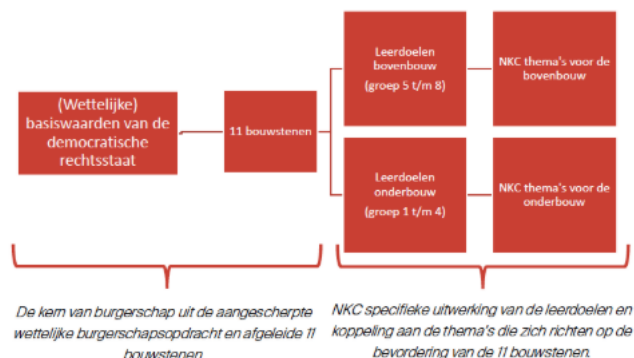 (Wettelijke)
basiswaarden van de
democratische
rechtsstaat
11 bouwstenen
Leerdoelen
bovenbouw
(groep 5 t/m 8)
NKC thema's voor de
bovenbouw
Leerdoelen
onderbouw
(groep 1 t/m 4)
NKC thema's voor de
onderbouw
De kern van burgerschap uit de aangescherpte
wettelijke burgerschapsopdracht en afgeleide 11
bouwstenen
NKC specifieke uitwerking van de leerdoelen en
koppeling aan de thema's die zich richten op de
bevordering van de 11 bouwstenen.